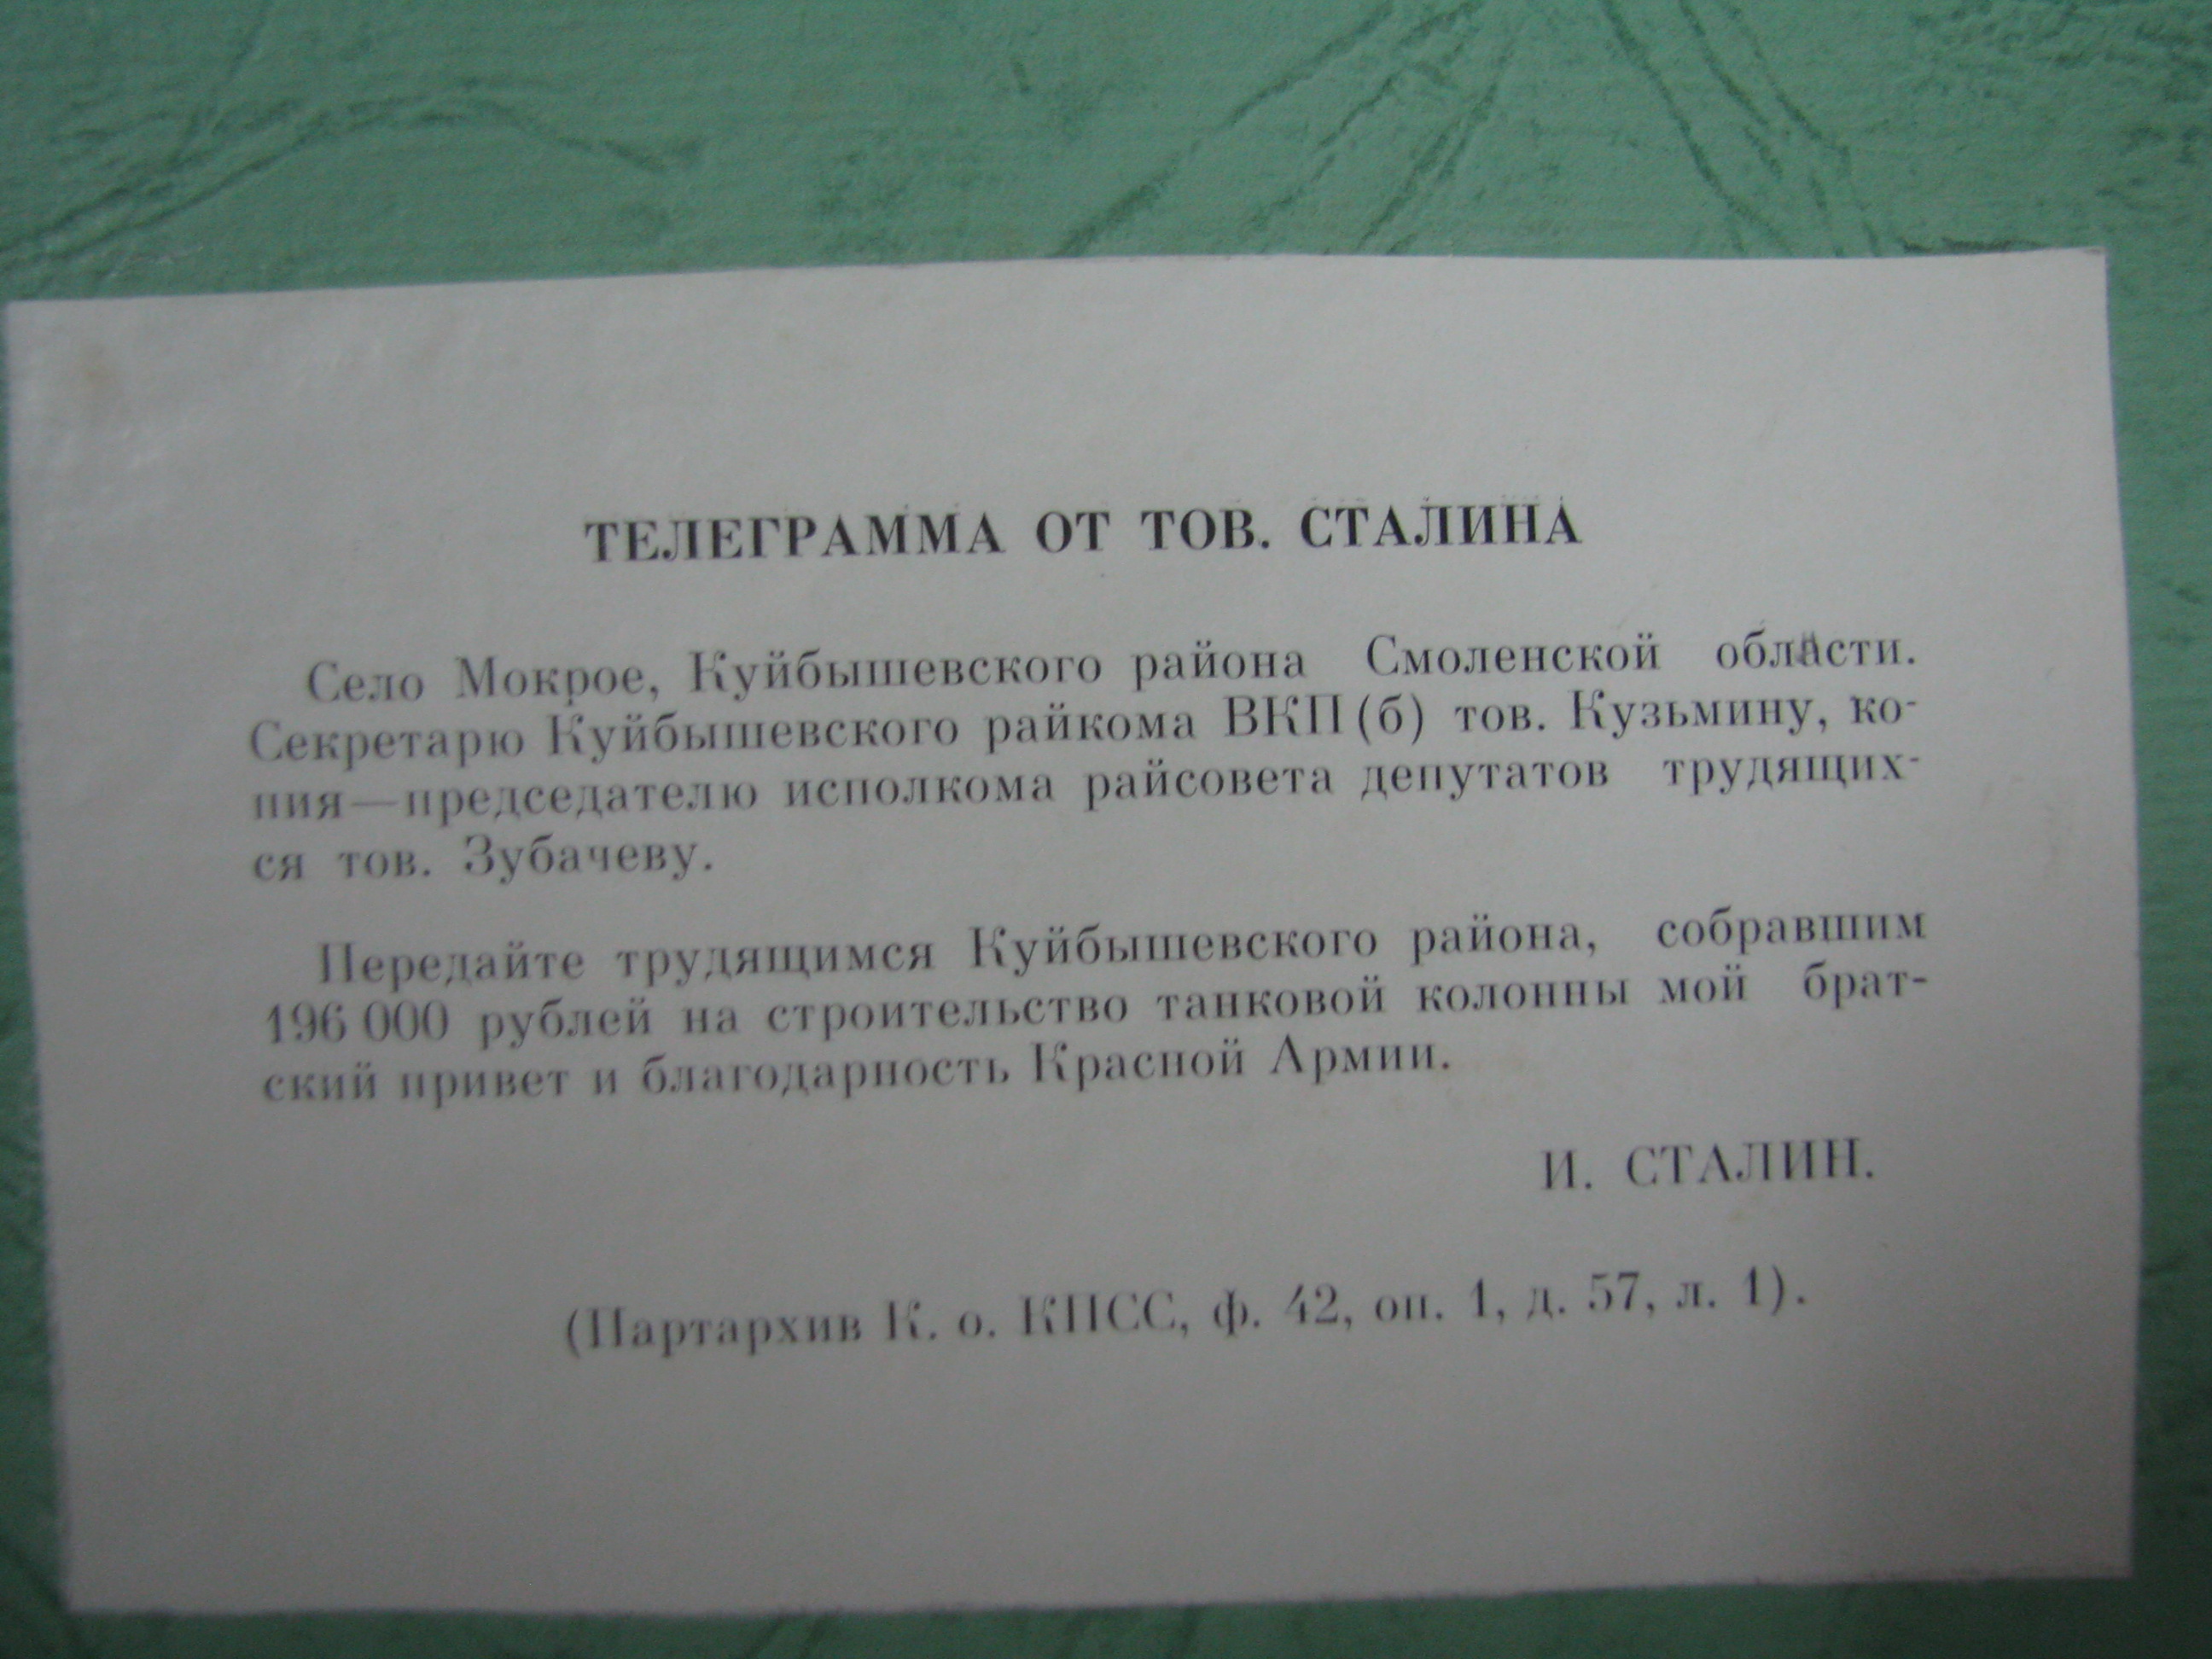 ТЕЛЕГРАММА ОТ ТОВ. СТАЛИНА
Село Мокрое, Куйбышевского района Смоленской области.
Секретарю Куйбышевского райкома ВКП(б) тов. Кузьмину, ко-
пия—председателю исполкома райсовета депутатов трудящих-
ся тов. Зубачеву.
Передайте трудящимся Куйбышевского района, собравшим
196 000 рублей на строительство танковой колонны мой брат-
ский привет и благодарность Красной Армии.
И. СТАЛИН.
(Партархив К. о. КПСС, ф. 42, оп. 1, д. 57, л. 1).